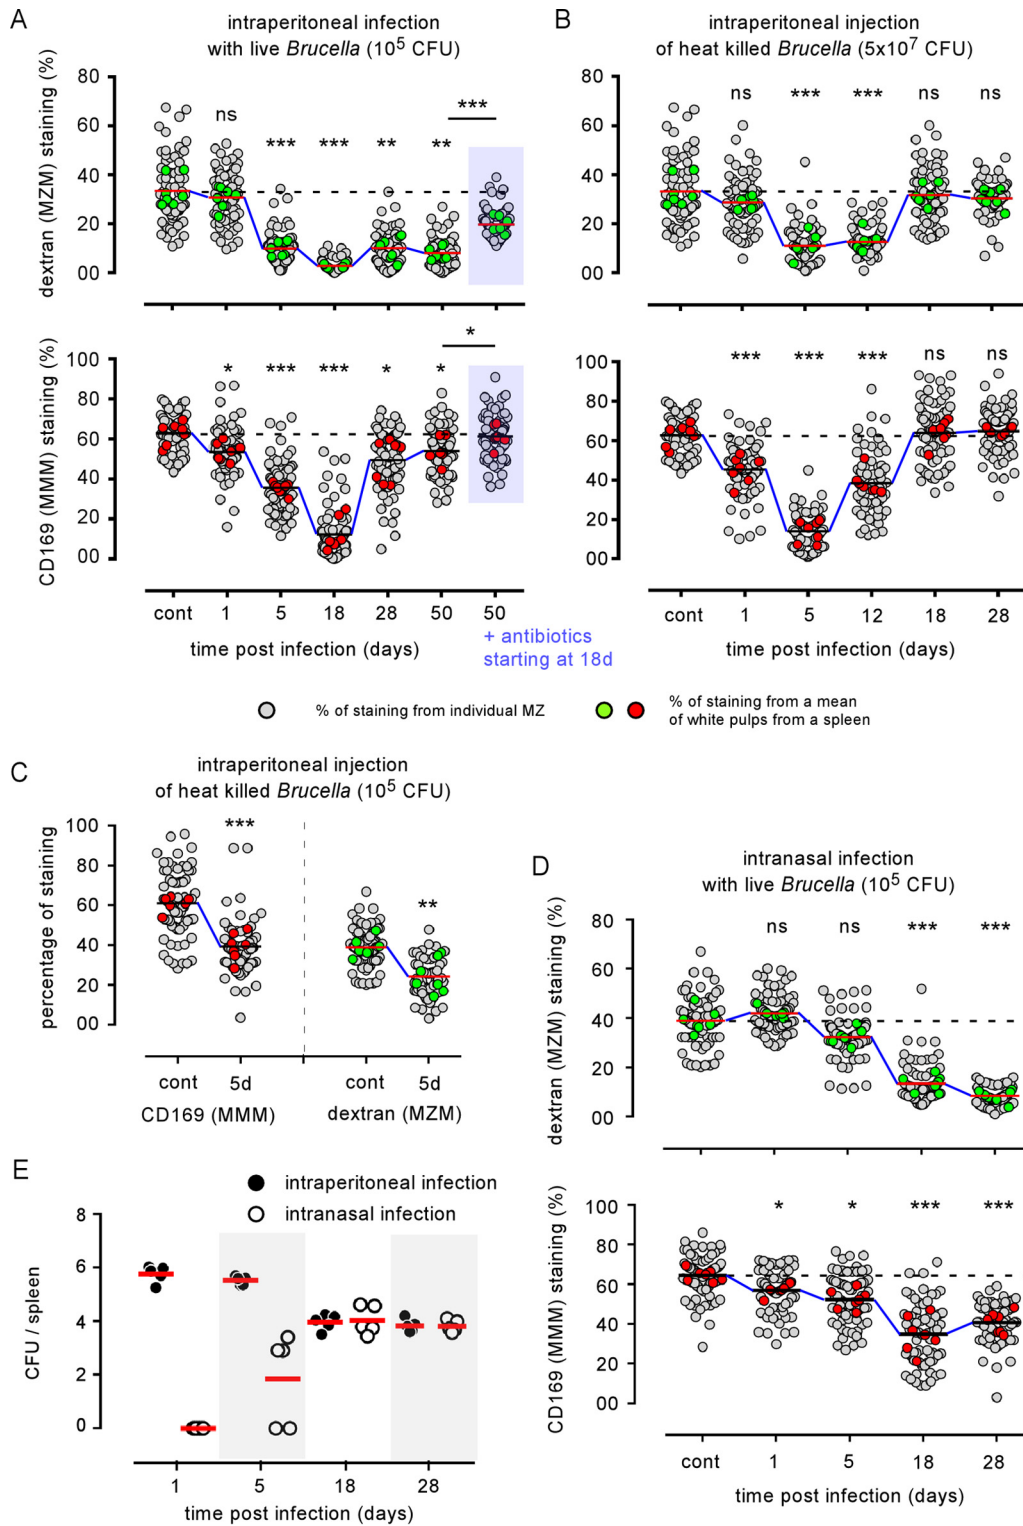 A
intraperitoneal infection
with live Brucella (10⁵ CFU)
dextran (MZM) staining (%)
80
60
40
20
00
ns
***
***
**
**
***
CD169 (MMM) staining (%)
100
80
60
40
20
00
*
***
***
*
*
*
cont
1
5
18
28
50
50
time post infection (days)
+ antibiotics
starting at 18d
B
intraperitoneal injection
of heat killed Brucella (5x10⁷ CFU)
80
60
40
20
00
ns
***
***
ns
ns
100
80
60
40
20
00
***
***
***
ns
ns
cont
1
5
12
18
28
time post infection (days)
% of staining from individual MZ
% of staining from a mean
of white pulps from a spleen
C
intraperitoneal injection
of heat killed Brucella (10⁵ CFU)
percentage of staining
100
80
60
40
20
00
***
**
cont
5d
cont
5d
CD169 (MMM)
dextran (MZM)
D
intranasal infection
with live Brucella (10⁵ CFU)
dextran (MZM) staining (%)
80
60
40
20
00
ns
ns
***
***
CD169 (MMM) staining (%)
100
80
60
40
20
00
*
*
***
***
cont
1
5
18
28
time post infection (days)
E
intraperitoneal infection
intranasal infection
CFU / spleen
8
6
4
2
0
1
5
18
28
time post infection (days)